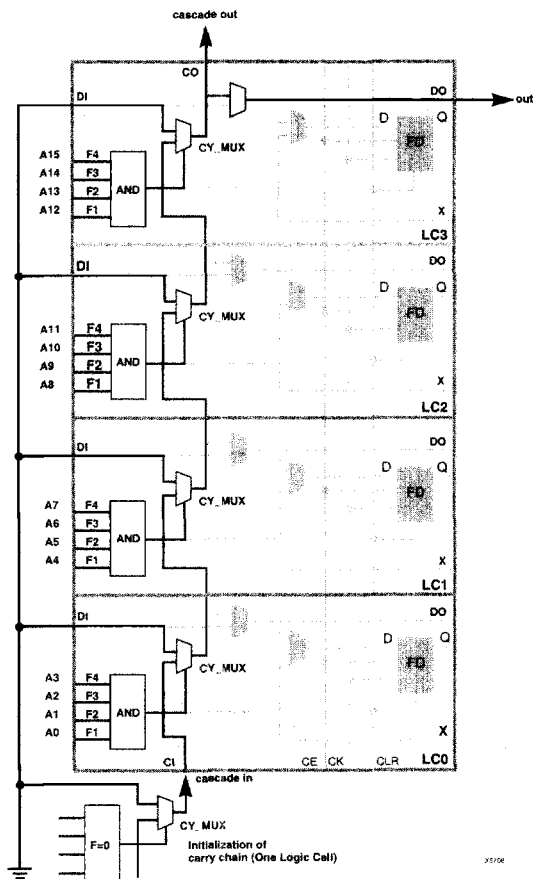 cascade out
CO
DI
DO
out
D Q
FD
CY_MUX
A15 F4
A14 F3
A13 F2
A12 F1
AND
X
LC3
DI
DO
D Q
FD
CY_MUX
A11 F4
A10 F3
A9 F2
A8 F1
AND
X
LC2
DI
DO
D Q
FD
CY_MUX
A7 F4
A6 F3
A5 F2
A4 F1
AND
X
LC1
DI
DO
D Q
FD
CY_MUX
A3 F4
A2 F3
A1 F2
A0 F1
AND
X
CI
CE CK CLR LC0
cascade in
CY_MUX
F=0
Initialization of
carry chain (One Logic Cell)
X5708